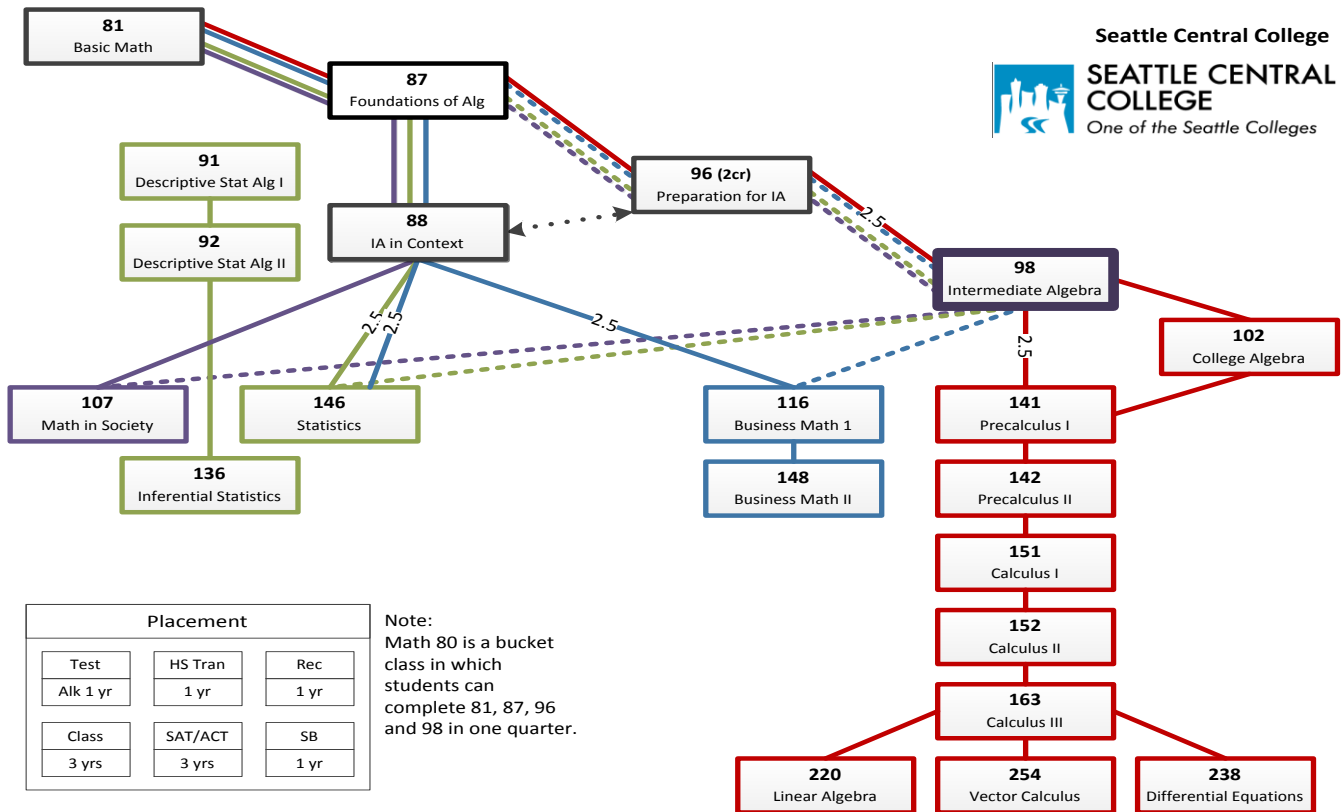 81
Basic Math
Seattle Central College
SEATTLE CENTRAL
COLLEGE
One of the Seattle Colleges
87
Foundations of Alg
91
Descriptive Stat Alg I
96 (2cr)
Preparation for IA
88
IA in Context
2.5
92
Descriptive Stat Alg II
98
Intermediate Algebra
2.5
2.5
2.5
2.5
102
College Algebra
107
Math in Society
146
Statistics
116
Business Math 1
141
Precalculus I
136
Inferential Statistics
148
Business Math II
142
Precalculus II
151
Calculus I
152
Calculus II
163
Calculus III
220
Linear Algebra
254
Vector Calculus
238
Differential Equations
Placement
Test
Alk 1 yr
HS Tran
1 yr
Rec
1 yr
Class
3 yrs
SAT/ACT
3 yrs
SB
1 yr
Note:
Math 80 is a bucket
class in which
students can
complete 81, 87, 96
and 98 in one quarter.